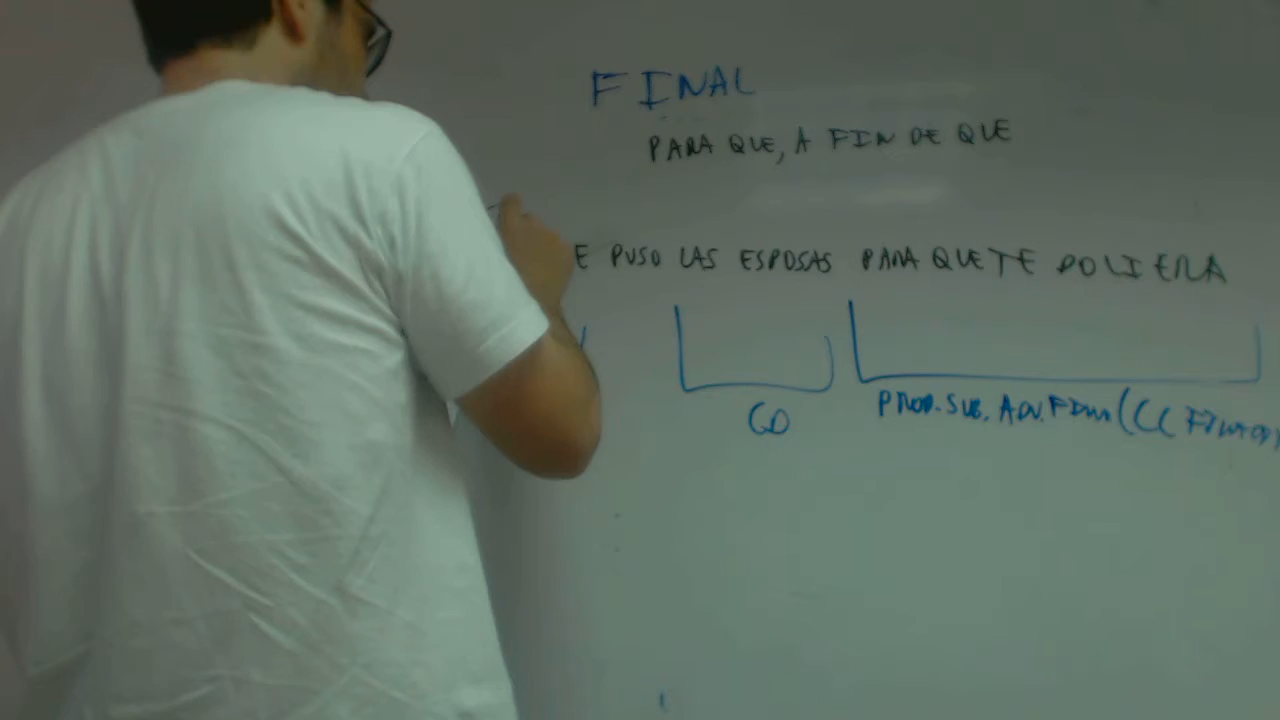 FINAL
PARA QUE, A FIN DE QUE
E PUSO LAS ESPOSAS PARA QUE TE DOLIERA
CD PROP. SUB. ADV. FINAL (CC FINALIDAD)